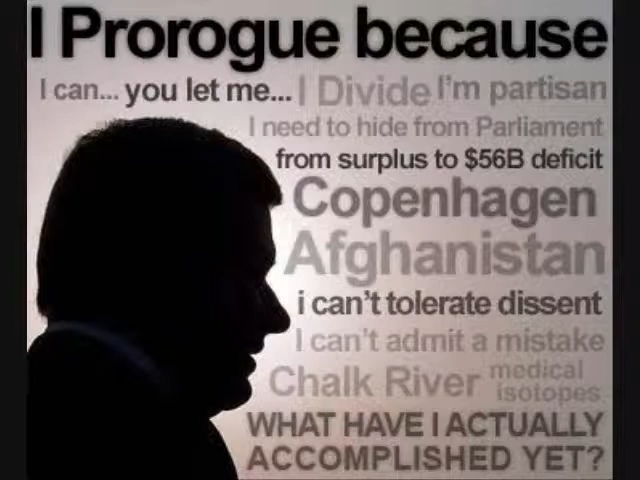 I Prorogue because
I can... you let me... I Divide I'm partisan
I need to hide from Parliament
from surplus to $56B deficit
Copenhagen
Afghanistan
i can't tolerate dissent
I can't admit a mistake
Chalk River medical isotopes
WHAT HAVE I ACTUALLY
ACCOMPLISHED YET?